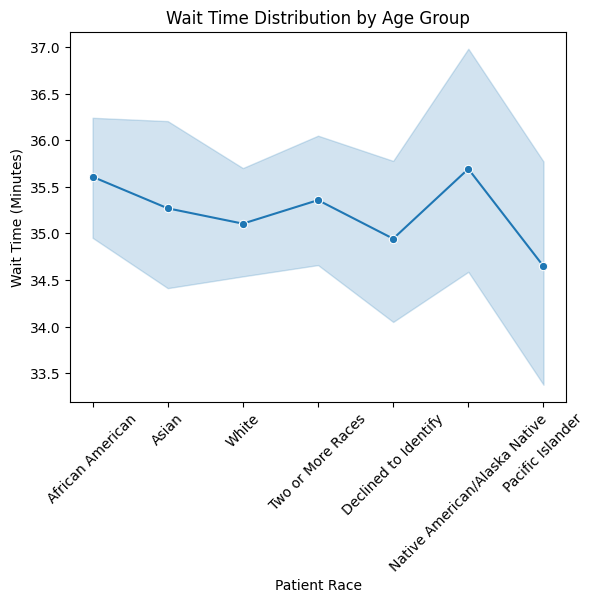 Wait Time Distribution by Age Group
Wait Time (Minutes)
37.0
36.5
36.0
35.5
35.0
34.5
34.0
33.5
African American
Asian
White
Two or More Races
Declined to Identify
Native American/Alaska Native
Pacific Islander
Patient Race